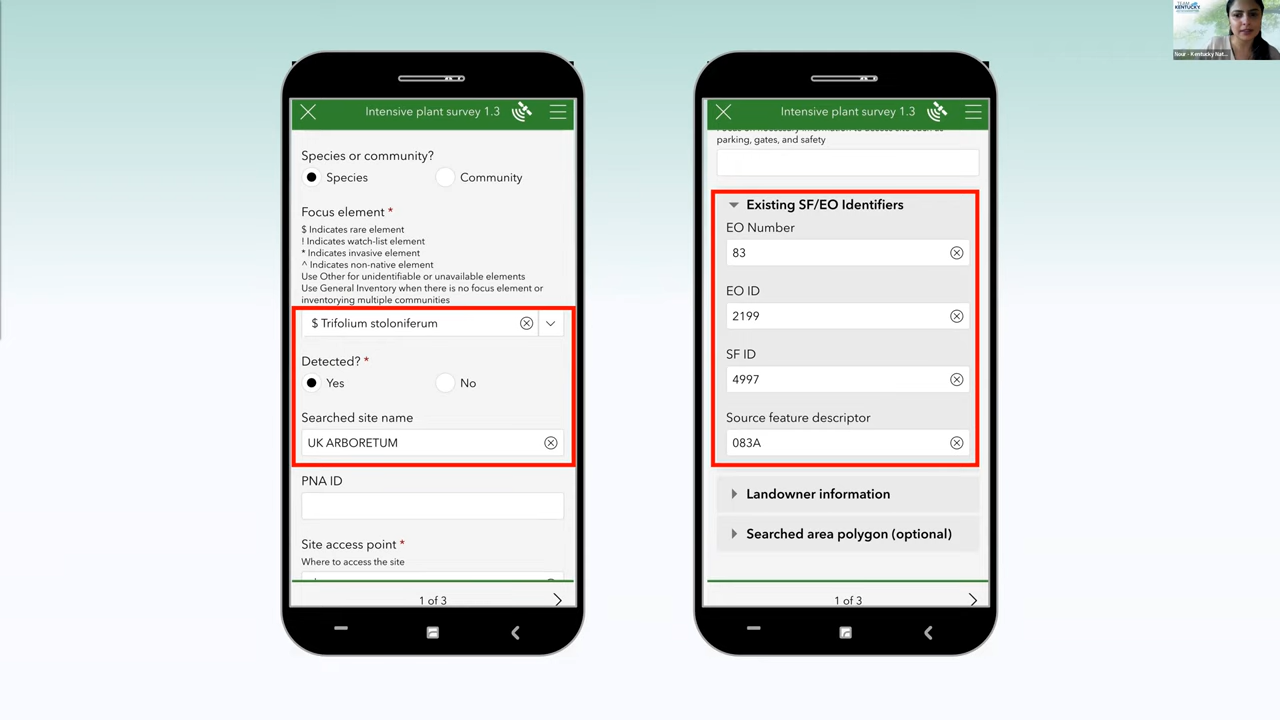 Intensive plant survey 1.3
Species or community?
Species
Community
Focus element *
$ Indicates rare element
! Indicates watch-list element
* Indicates invasive element
^ Indicates non-native element
Use Other for unidentifiable or unavailable elements
Use General Inventory when there is no focus element or
inventorying multiple communities
$ Trifolium stoloniferum
Detected? *
Yes
No
Searched site name
UK ARBORETUM
PNA ID
Site access point *
Where to access the site
1 of 3
Intensive plant survey 1.3
parking, gates, and safety
Existing SF/EO Identifiers
EO Number
83
EO ID
2199
SF ID
4997
Source feature descriptor
083A
Landowner information
Searched area polygon (optional)
1 of 3
TEAM
KENTUCKY
Nour - Kentucky Nat...